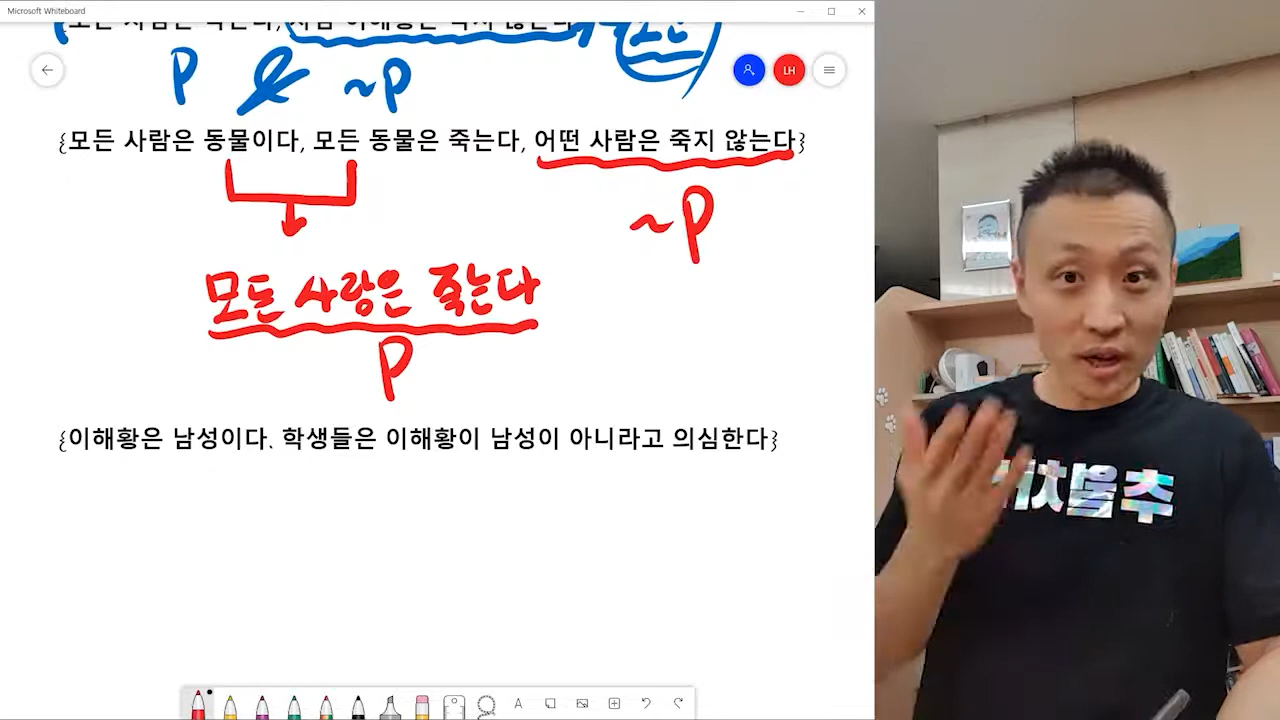 Microsoft Whiteboard
P & ~P
LH
{모든 사람은 동물이다, 모든 동물은 죽는다, 어떤 사람은 죽지 않는다}
~P
모든 사람은 죽는다
P
{이해황은 남성이다. 학생들은 이해황이 남성이 아니라고 의심한다}
A